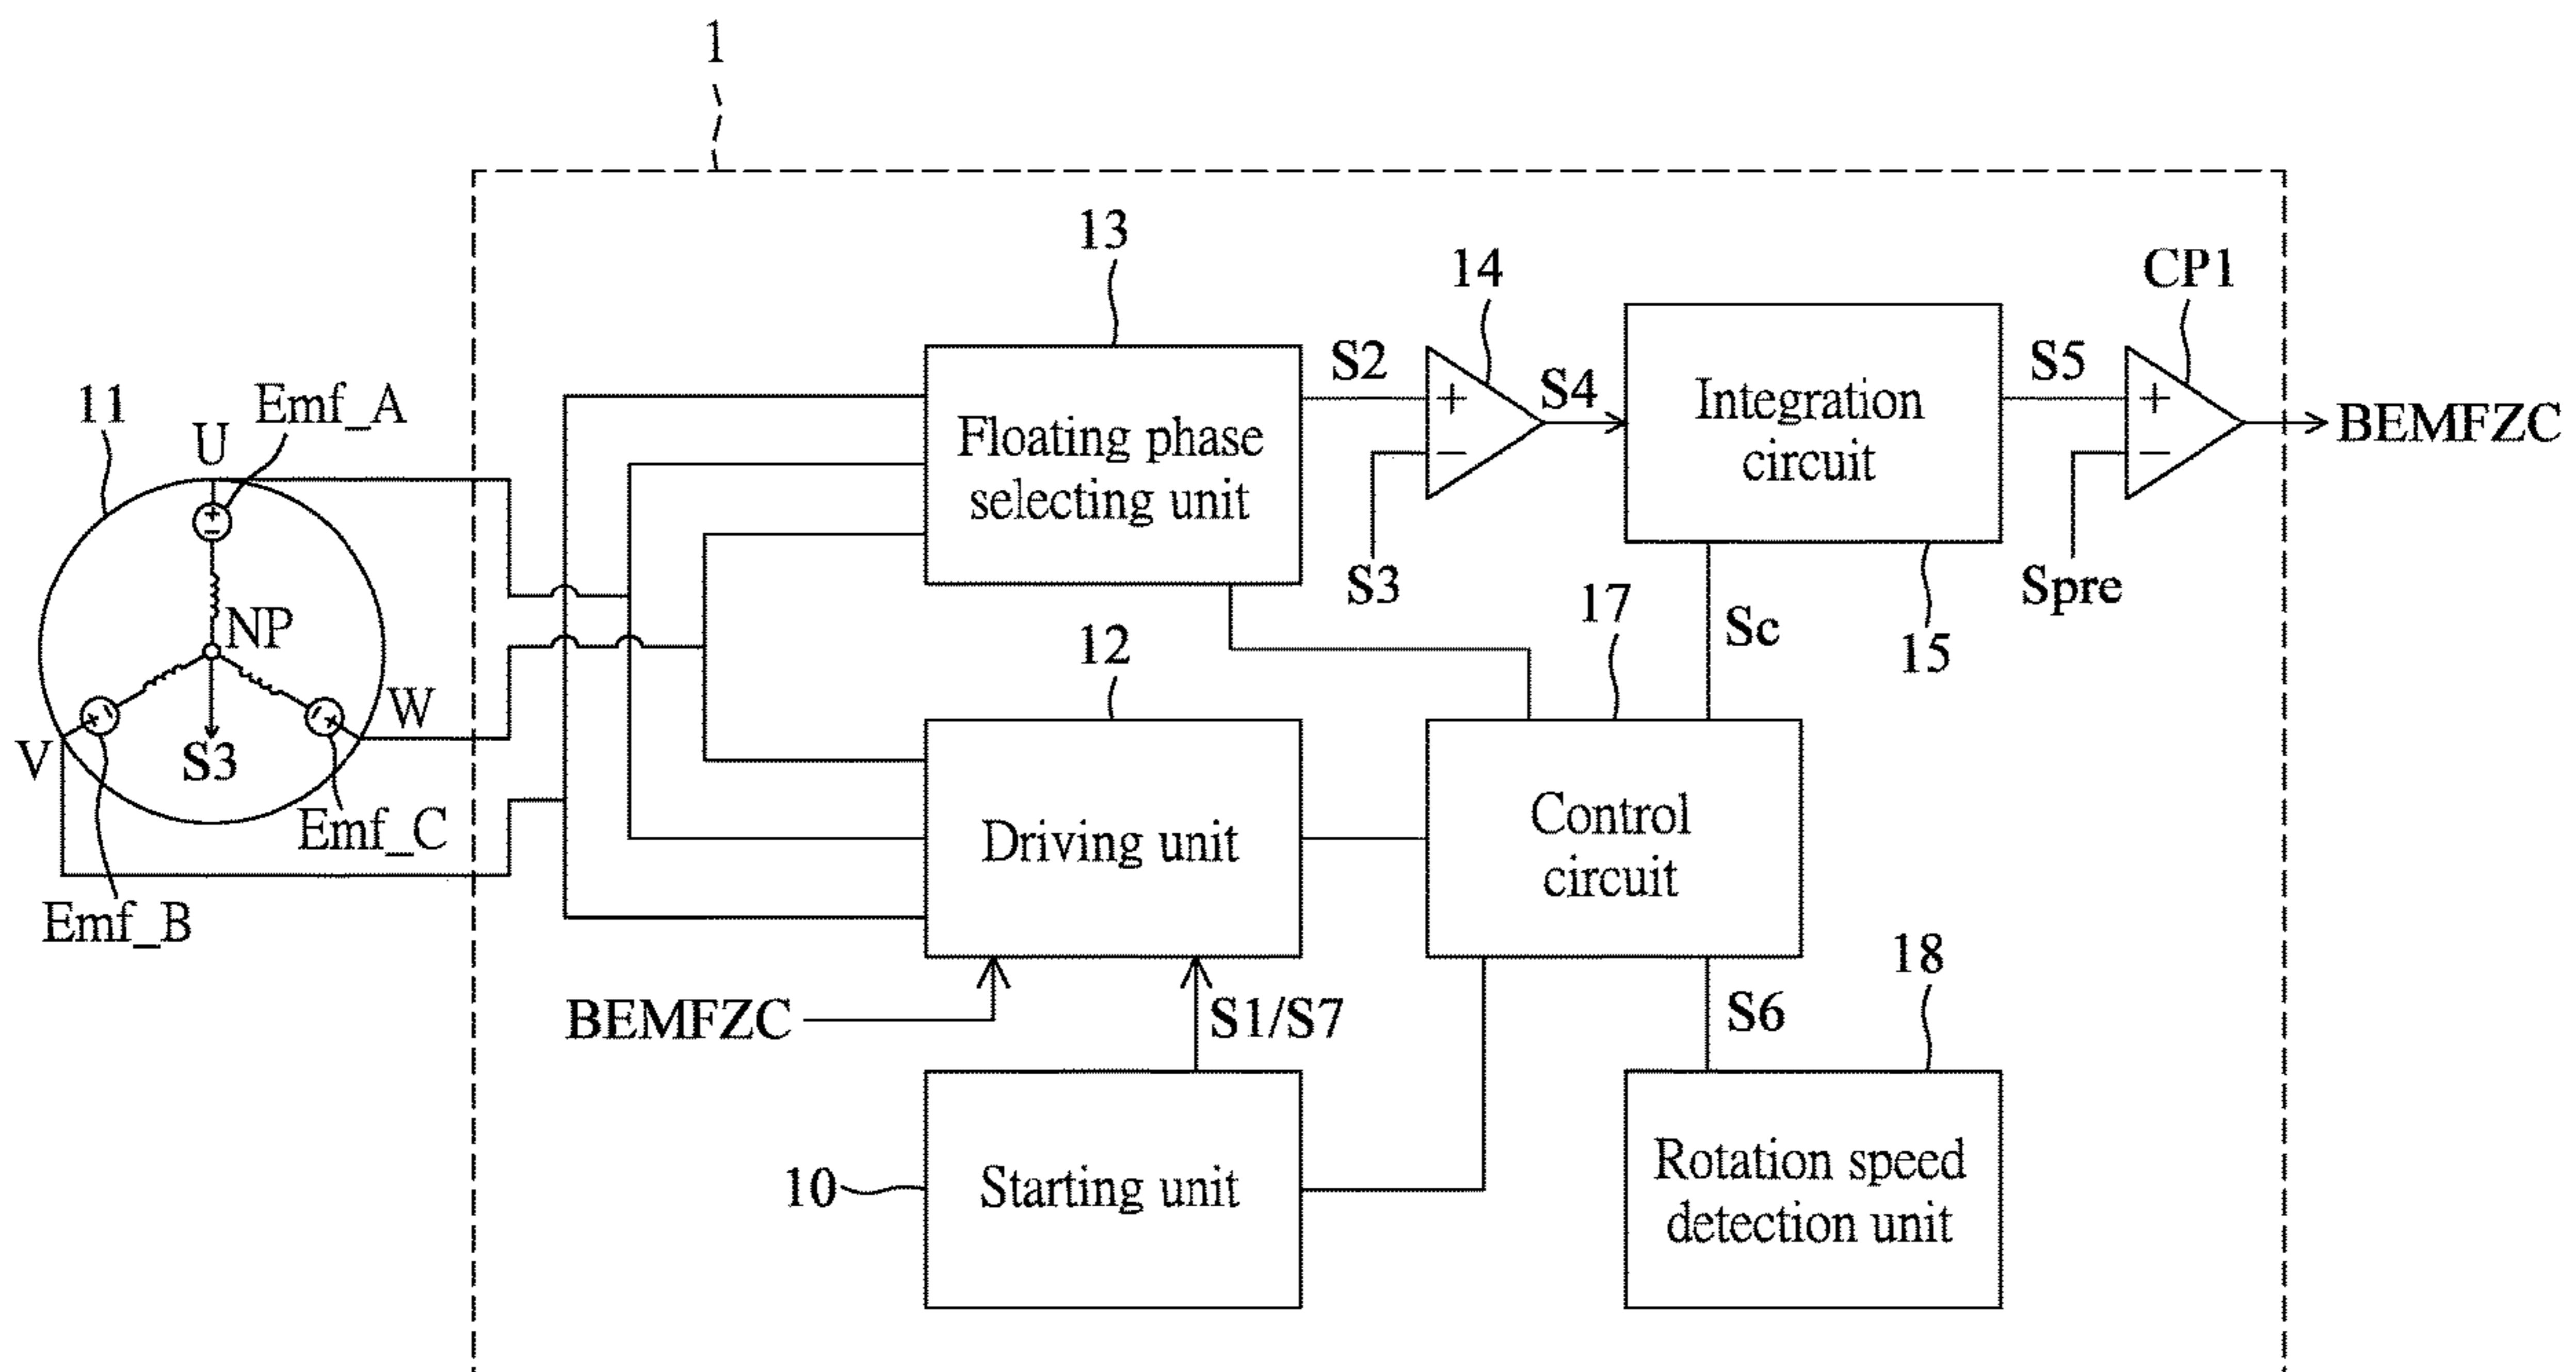 1
13
14
CP1
11
Emf_A
U
S2
S4
Integration
circuit
S5
BEMFZC
Floating phase
selecting unit
S3
Spre
NP
12
17
Sc
15
V
S3
W
Emf_C
Emf_B
Driving unit
Control
circuit
BEMFZC
S1/S7
S6
18
10
Starting unit
Rotation speed
detection unit